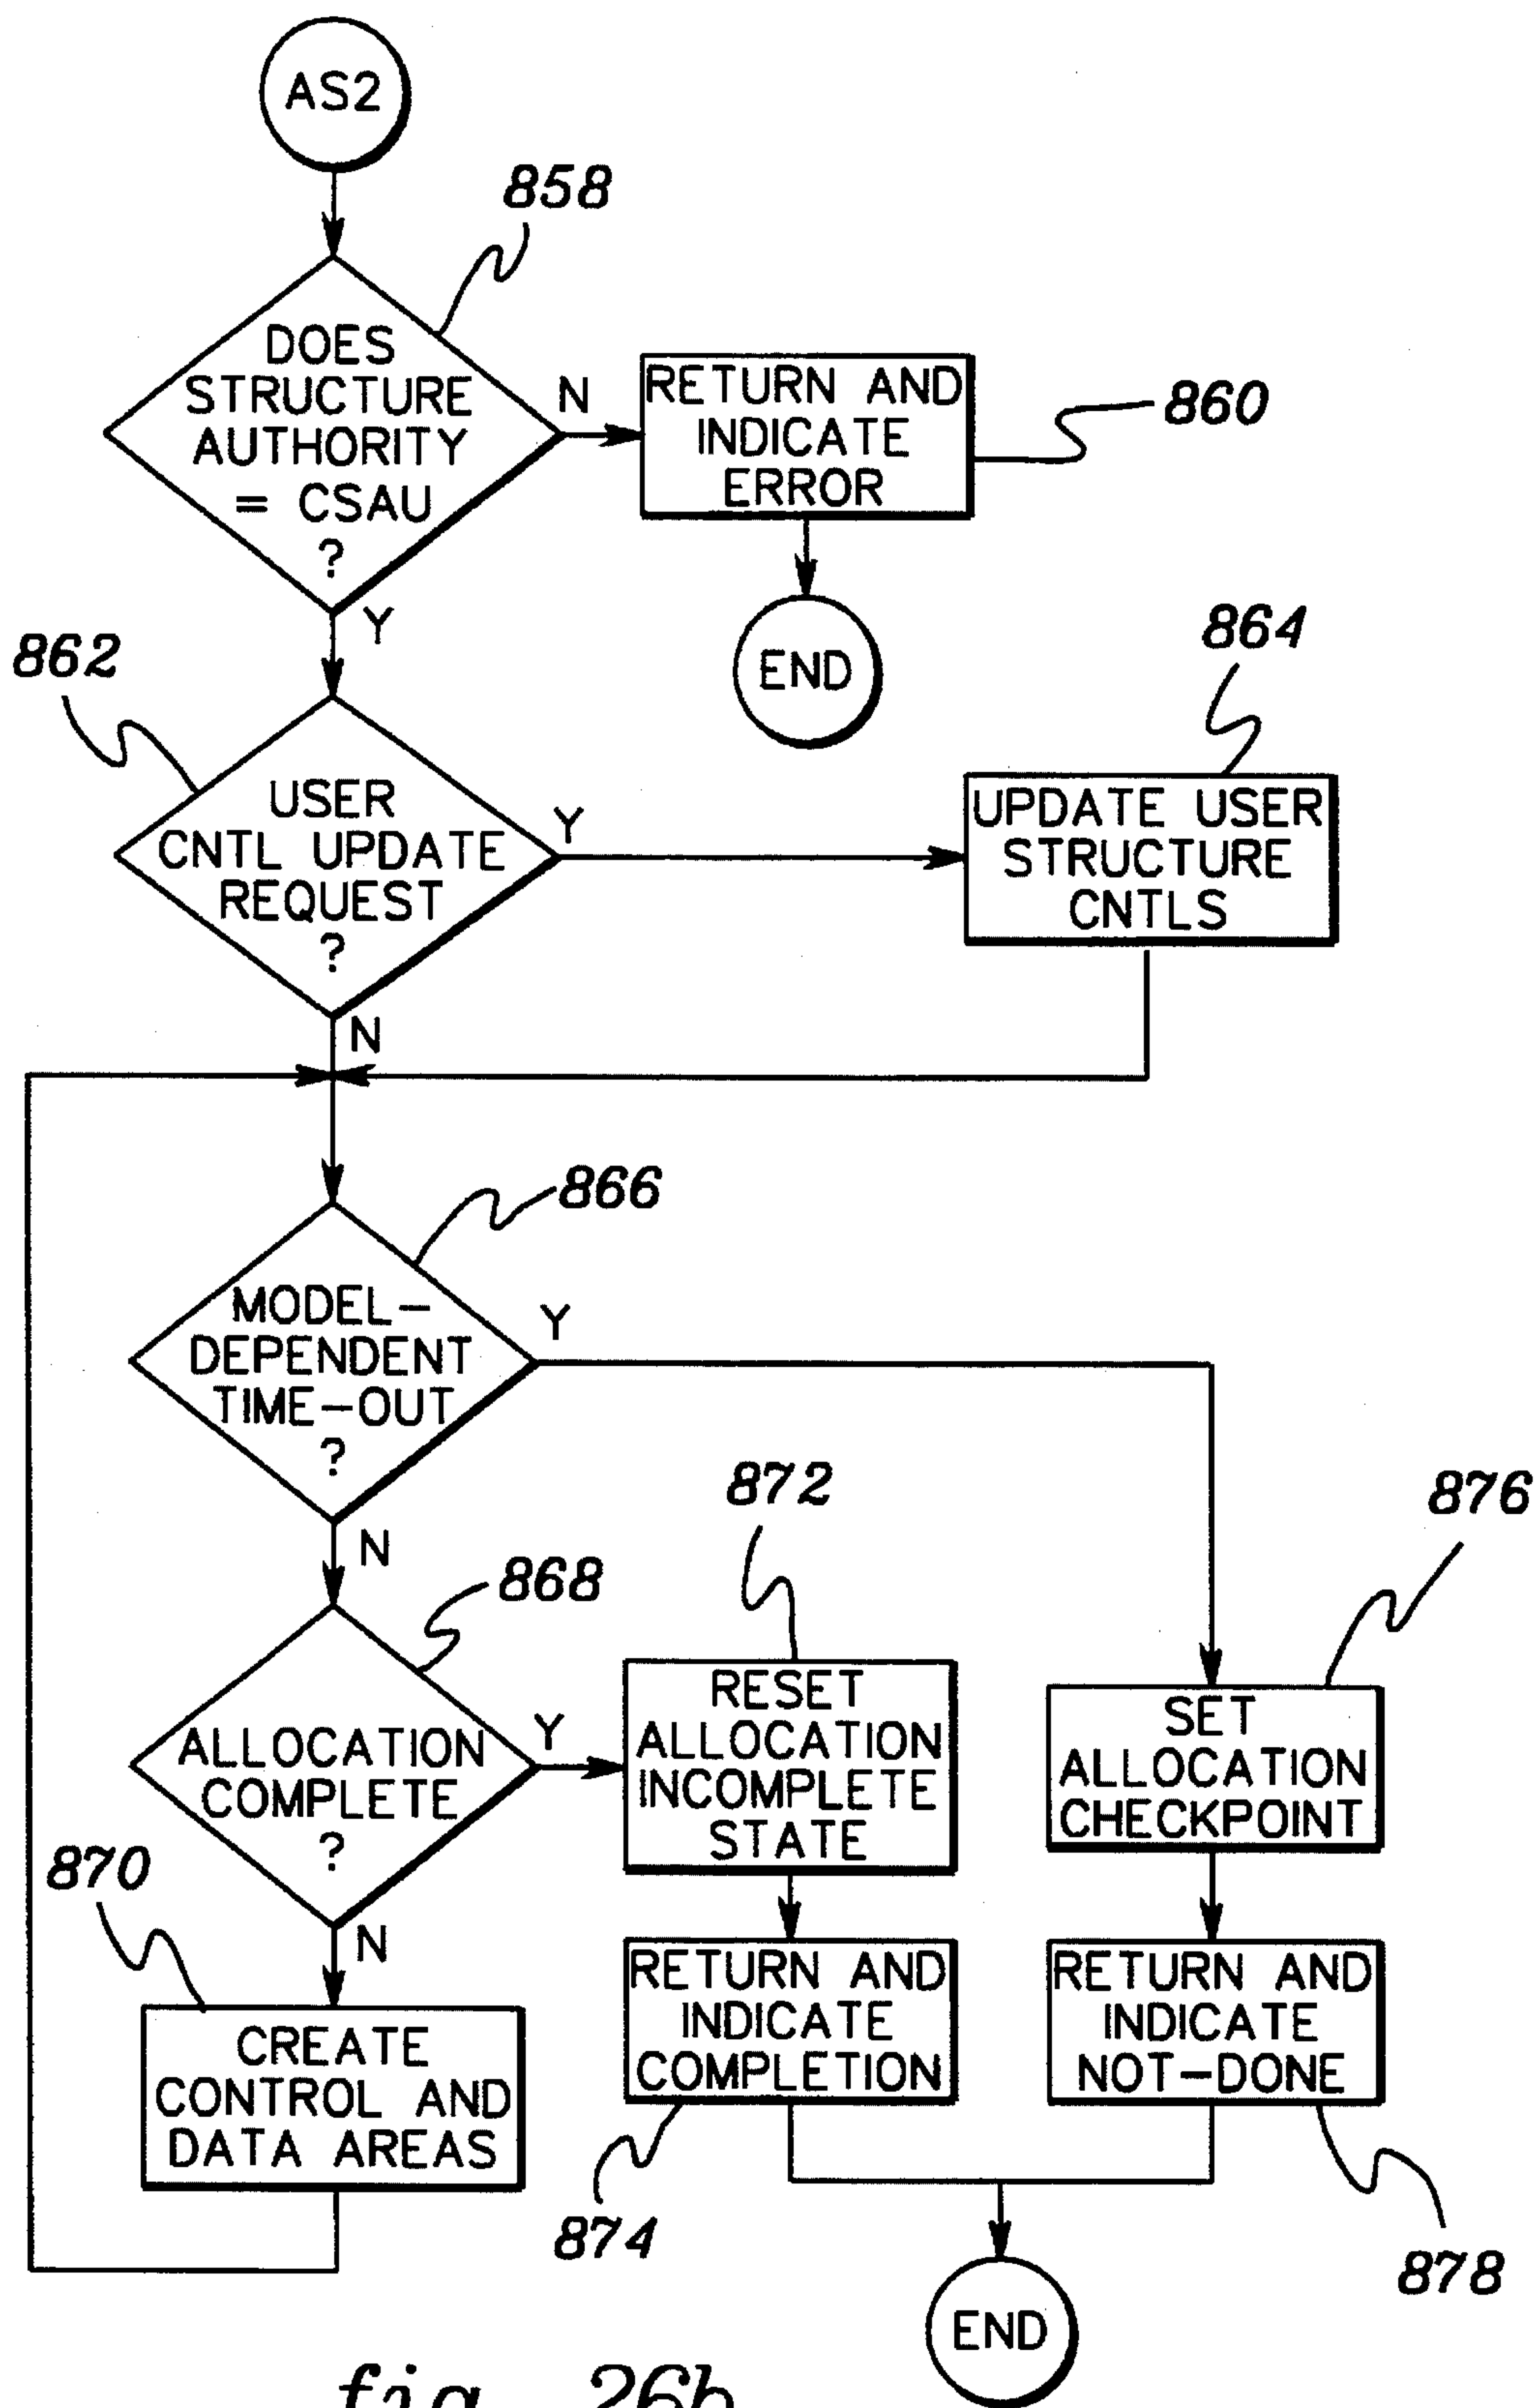 AS2
858
DOES
STRUCTURE
AUTHORITY
= CSAU
?
N
RETURN AND
INDICATE
ERROR
860
END
Y
862
USER
CNTL UPDATE
REQUEST
?
Y
864
UPDATE USER
STRUCTURE
CNTLS
N
866
MODEL-
DEPENDENT
TIME-OUT
?
Y
N
868
ALLOCATION
COMPLETE
?
Y
872
RESET
ALLOCATION
INCOMPLETE
STATE
876
SET
ALLOCATION
CHECKPOINT
870
N
CREATE
CONTROL AND
DATA AREAS
RETURN AND
INDICATE
COMPLETION
874
RETURN AND
INDICATE
NOT-DONE
878
END
fig. 26b